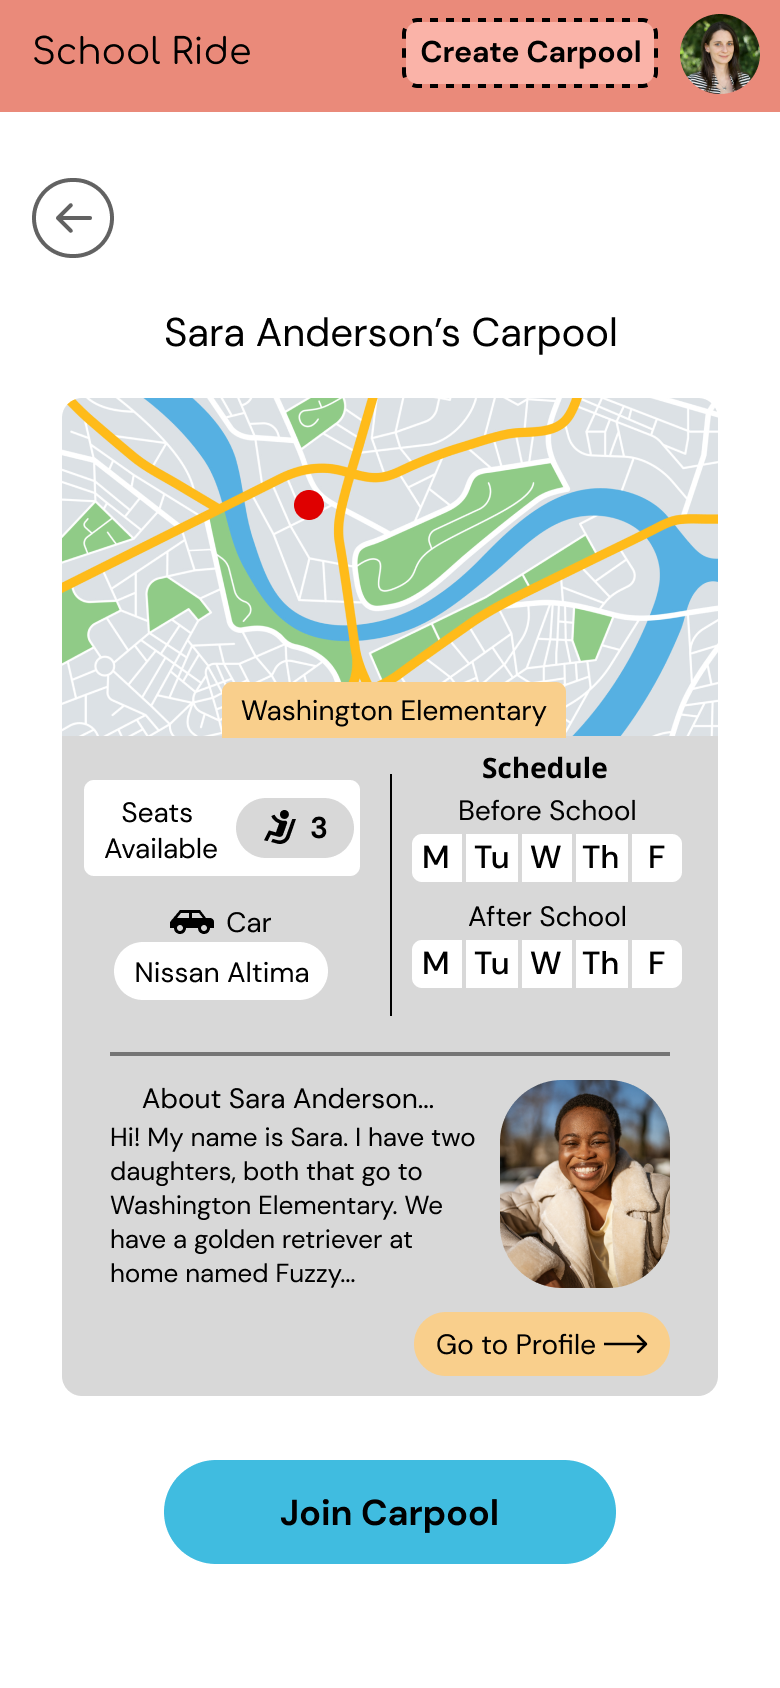 School Ride
Create Carpool
Sara Anderson’s Carpool
Washington Elementary
Seats
Available
3
Car
Nissan Altima
Schedule
Before School
M Tu W Th F
After School
M Tu W Th F
About Sara Anderson...
Hi! My name is Sara. I have two
daughters, both that go to
Washington Elementary. We
have a golden retriever at
home named Fuzzy...
Go to Profile
Join Carpool